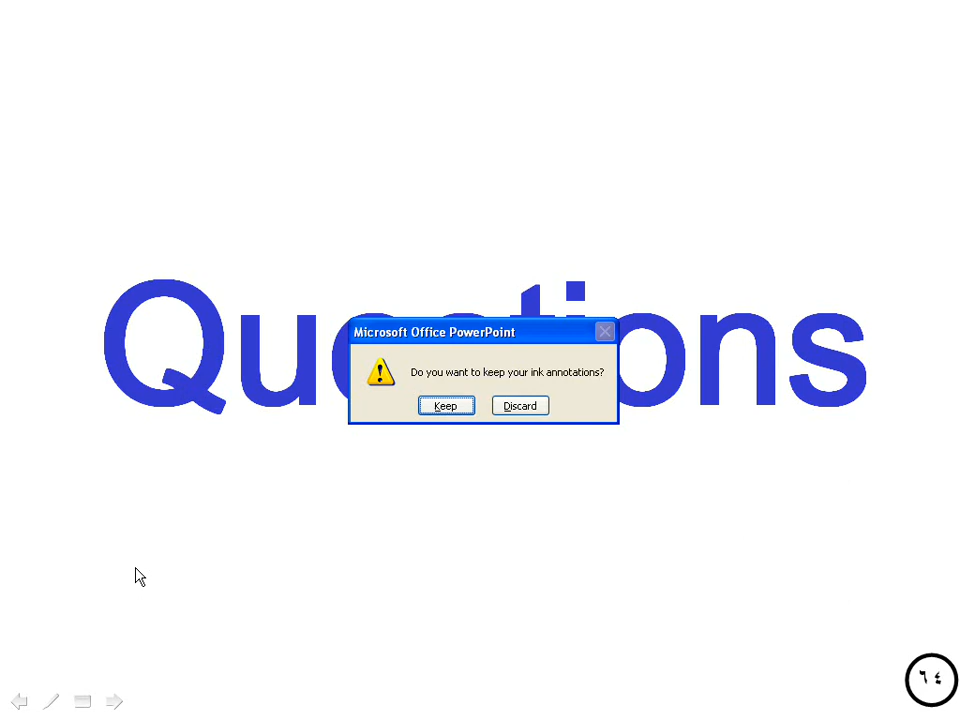 Questions
Microsoft Office PowerPoint
Do you want to keep your ink annotations?
Keep
Discard
٦٤